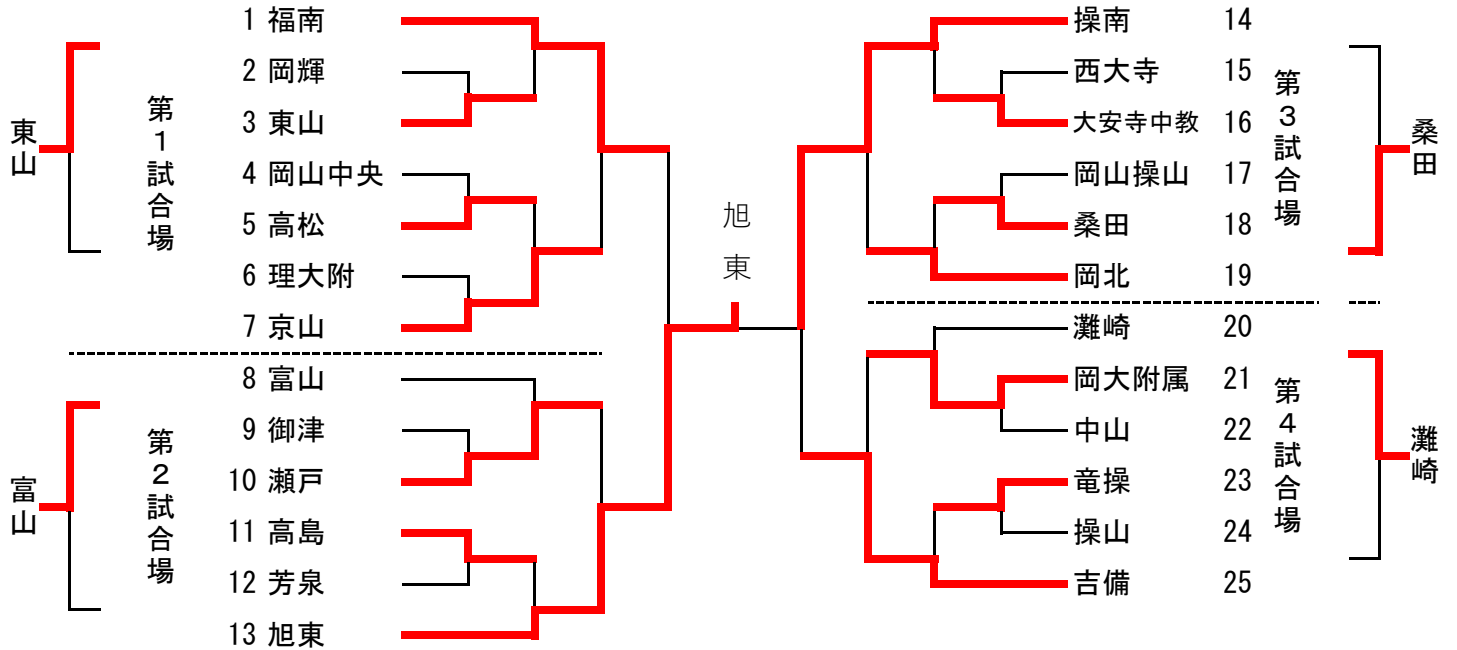 1 福南
2 岡輝
3 東山
4 岡山中央
5 高松
6 理大附
7 京山
8 富山
9 御津
10 瀬戸
11 高島
12 芳泉
13 旭東
東山
第1試合場
富山
第2試合場
旭東
操南 14
西大寺 15
大安寺中教 16
岡山操山 17
桑田 18
岡北 19
灘崎 20
岡大附属 21
中山 22
竜操 23
操山 24
吉備 25
第3試合場
桑田
第4試合場
灘崎